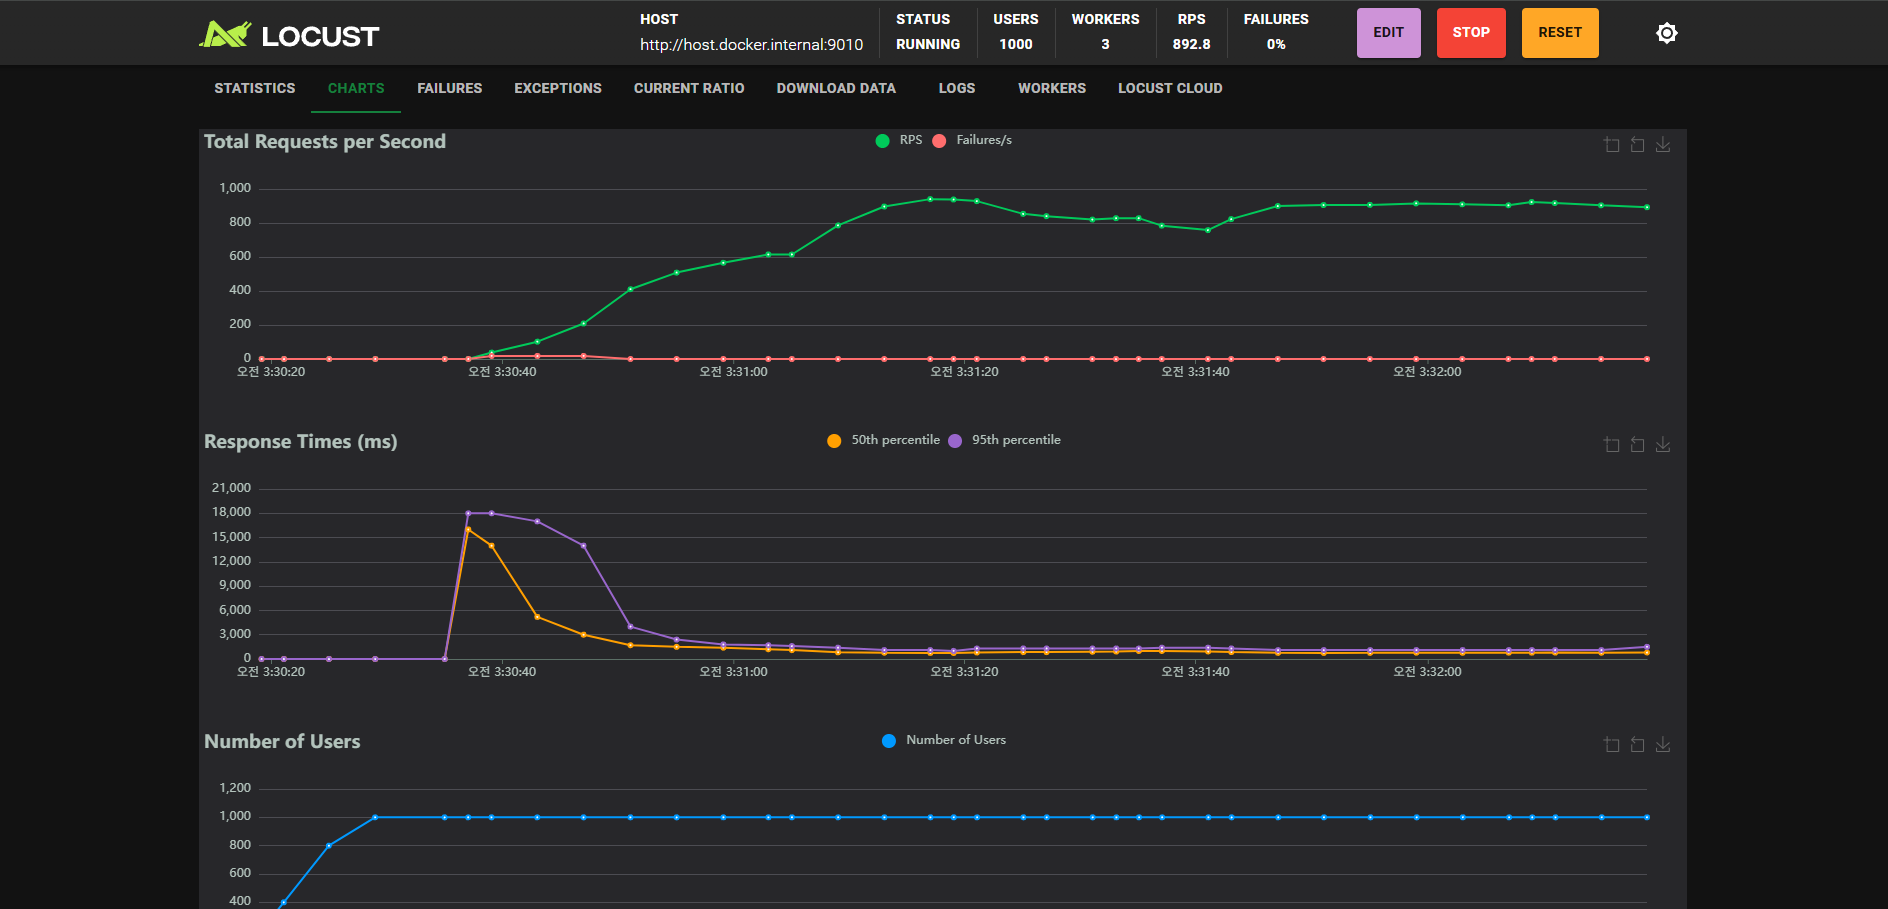 LOCUST
HOST
http://host.docker.internal:9010
STATUS
RUNNING
USERS
1000
WORKERS
3
RPS
892.8
FAILURES
0%
EDIT
STOP
RESET
STATISTICS
CHARTS
FAILURES
EXCEPTIONS
CURRENT RATIO
DOWNLOAD DATA
LOGS
WORKERS
LOCUST CLOUD
Total Requests per Second
RPS
Failures/s
1,000
800
600
400
200
0
오전 3:30:20
오전 3:30:40
오전 3:31:00
오전 3:31:20
오전 3:31:40
오전 3:32:00
Response Times (ms)
50th percentile
95th percentile
21,000
18,000
15,000
12,000
9,000
6,000
3,000
0
오전 3:30:20
오전 3:30:40
오전 3:31:00
오전 3:31:20
오전 3:31:40
오전 3:32:00
Number of Users
Number of Users
1,200
1,000
800
600
400